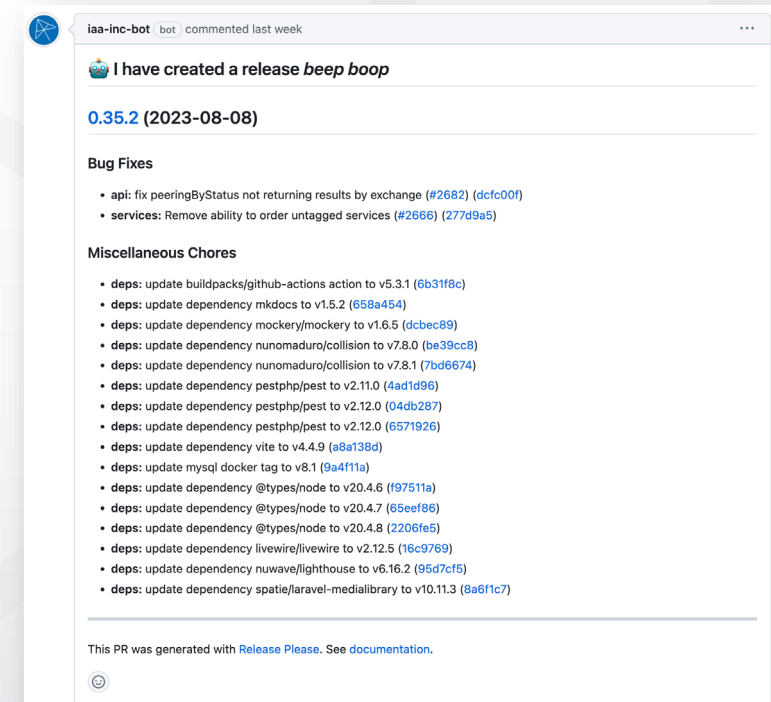 iaa-inc-bot bot commented last week
🤖 I have created a release beep boop
0.35.2 (2023-08-08)
Bug Fixes
• api: fix peeringByStatus not returning results by exchange (#2682) (dcfc00f)
• services: Remove ability to order untagged services (#2666) (277d9a5)
Miscellaneous Chores
• deps: update buildpacks/github-actions action to v5.3.1 (6b31f8c)
• deps: update dependency mkdocs to v1.5.2 (658a454)
• deps: update dependency mockery/mockery to v1.6.5 (dcbec89)
• deps: update dependency nunomaduro/collision to v7.8.0 (be39cc8)
• deps: update dependency nunomaduro/collision to v7.8.1 (7bd6674)
• deps: update dependency pestphp/pest to v2.11.0 (4ad1d96)
• deps: update dependency pestphp/pest to v2.12.0 (04db287)
• deps: update dependency pestphp/pest to v2.12.0 (6571926)
• deps: update dependency vite to v4.4.9 (a8a138d)
• deps: update mysql docker tag to v8.1 (9a4f11a)
• deps: update dependency @types/node to v20.4.6 (f97511a)
• deps: update dependency @types/node to v20.4.7 (65eef86)
• deps: update dependency @types/node to v20.4.8 (2206fe5)
• deps: update dependency livewire/livewire to v2.12.5 (16c9769)
• deps: update dependency nuwave/lighthouse to v6.16.2 (95d7cf5)
• deps: update dependency spatie/laravel-medialibrary to v10.11.3 (8a6f1c7)
This PR was generated with Release Please. See documentation.